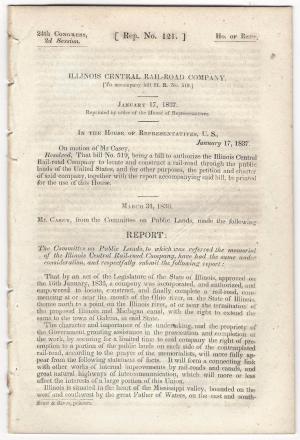 24th Congress, [ Rep. No. 121. ] Ho. of Reps.
2d Session.
ILLINOIS CENTRAL RAIL-ROAD COMPANY.
[To accompany bill H. R. No. 519.]
January 17, 1837.
Reprinted by order of the House of Representatives.
In the House of Representatives, U. S.,
January 17, 1837.
On motion of Mr. Casey,
Resolved, That bill No. 519, being a bill to authorize the Illinois Central
Rail-road Company to locate and construct a rail-road through the public
lands of the United States, and for other purposes, the petition and charter
of said company, together with the report accompanying said bill, be printed
for the use of this House.
March 31, 1836.
Mr. Casey, from the Committee on Public Lands, made the following
REPORT:
The Committee on Public Lands, to which was referred the memorial
of the Illinois Central Rail-road Company, have had the same under
consideration, and respectfully submit the following report:
That by an act of the Legislature of the State of Illinois, approved on
the 16th January, 1836, a company was incorporated, and authorized, and
empowered to locate, construct, and finally complete a rail-road, com-
mencing at or near the mouth of the Ohio river, in the State of Illinois,
thence north to a point on the Illinois river, at or near the termination of
the proposed Illinois and Michigan canal, with the right to extend the
same to the town of Galena, in said State.
The character and importance of the undertaking, and the propriety of
the Government granting assistance in the prosecution and completion of
the work, by securing for a limited time to said company the right of pre-
emption to a portion of the public lands on each side of the contemplated
rail-road, according to the prayer of the memorialists, will more fully ap-
pear from the following statement of facts. It will form a connecting link
with other works of internal improvements by rail-roads and canals, and
great natural highways of intercommunication, which will more or less
affect the interests of a large portion of this Union.
Illinois is situated in the heart of the Mississippi valley, bounded on the
west and southwest by the great Father of Waters, on the east and south-
Blair & Rives, printers.